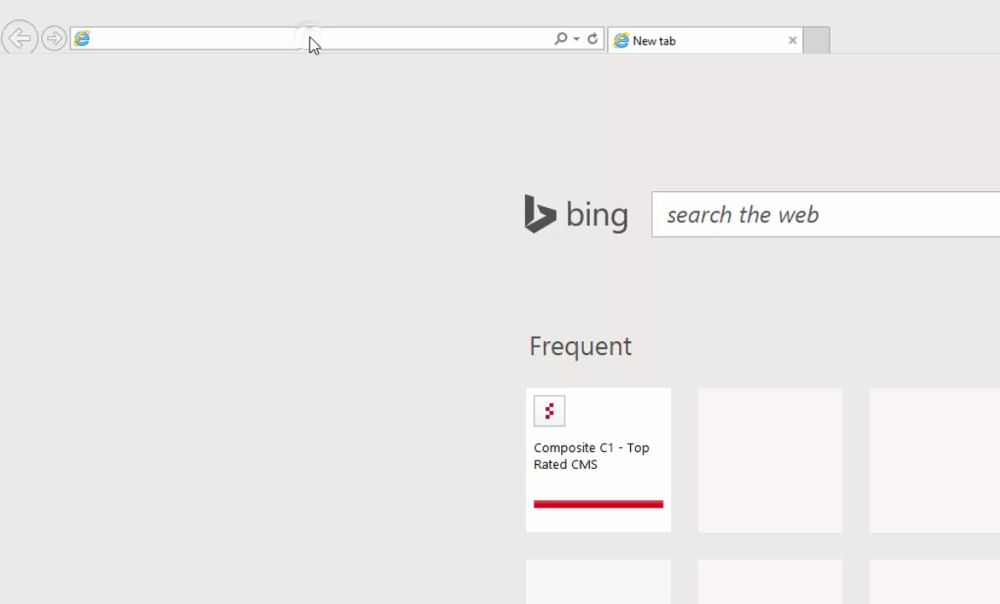 New tab
bing
search the web
Frequent
Composite C1 - Top
Rated CMS